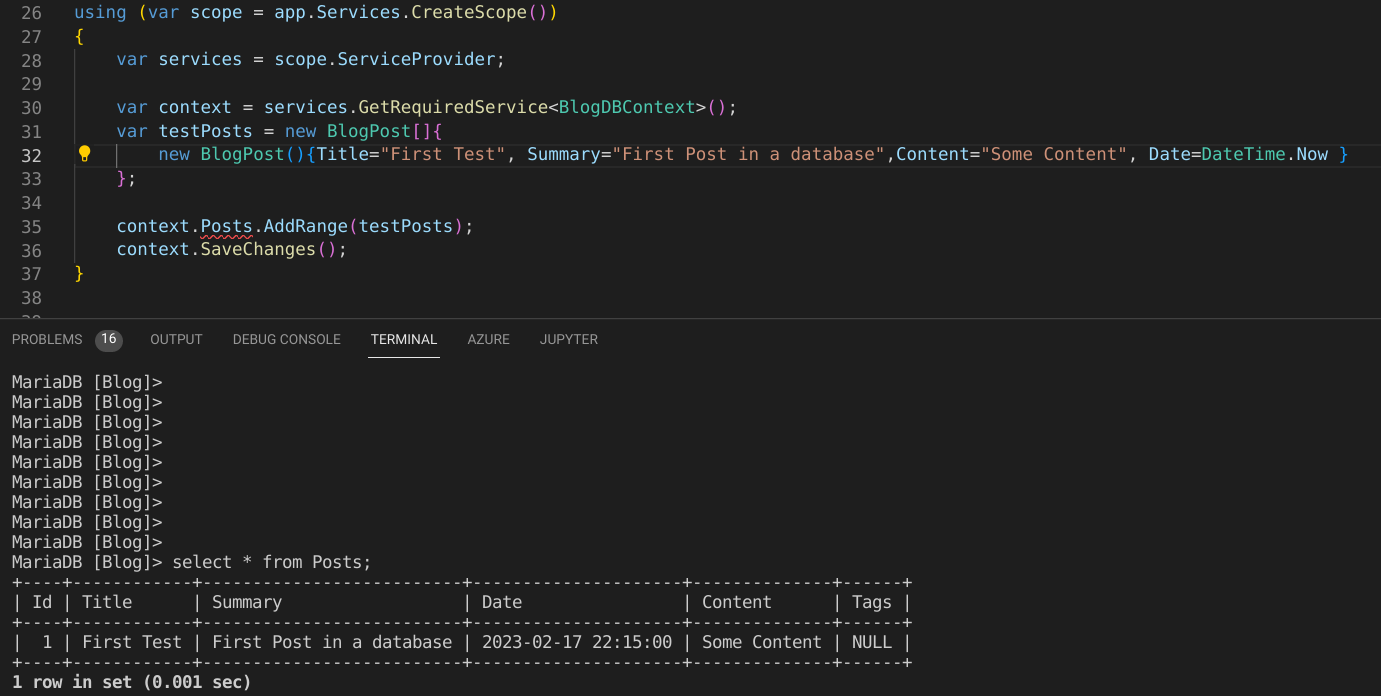 26 using (var scope = app.Services.CreateScope())
27 {
28     var services = scope.ServiceProvider;
29
30     var context = services.GetRequiredService<BlogDBContext>();
31     var testPosts = new BlogPost[]{
32         new BlogPost(){Title="First Test", Summary="First Post in a database",Content="Some Content", Date=DateTime.Now }
33     };
34
35     context.Posts.AddRange(testPosts);
36     context.SaveChanges();
37 }
38
PROBLEMS 16 OUTPUT DEBUG CONSOLE TERMINAL AZURE JUPYTER
MariaDB [Blog]>
MariaDB [Blog]>
MariaDB [Blog]>
MariaDB [Blog]>
MariaDB [Blog]>
MariaDB [Blog]>
MariaDB [Blog]>
MariaDB [Blog]>
MariaDB [Blog]>
MariaDB [Blog]> select * from Posts;
+----+------------+--------------------------+---------------------+--------------+------+
| Id | Title      | Summary                  | Date                | Content      | Tags |
+----+------------+--------------------------+---------------------+--------------+------+
|  1 | First Test | First Post in a database | 2023-02-17 22:15:00 | Some Content | NULL |
+----+------------+--------------------------+---------------------+--------------+------+
1 row in set (0.001 sec)